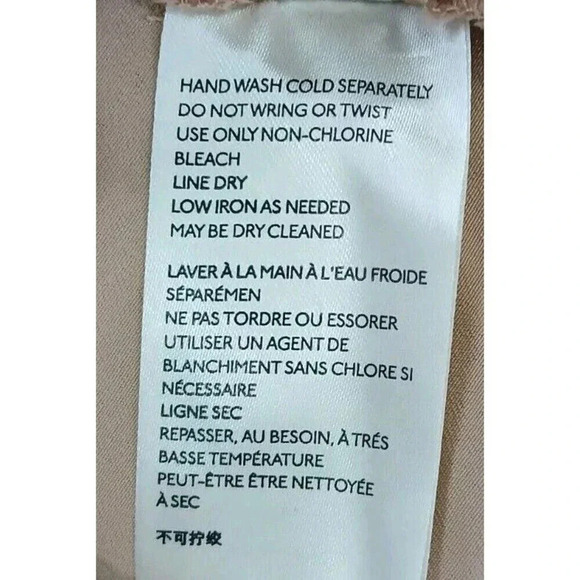 HAND WASH COLD SEPARATELY
DO NOT WRING OR TWIST
USE ONLY NON-CHLORINE
BLEACH
LINE DRY
LOW IRON AS NEEDED
MAY BE DRY CLEANED
LAVER À LA MAIN À L'EAU FROIDE
SÉPARÉMEN
NE PAS TORDRE OU ESSORER
UTILISER UN AGENT DE
BLANCHIMENT SANS CHLORE SI
NÉCESSAIRE
LIGNE SEC
REPASSER, AU BESOIN, À TRÉS
BASSE TEMPÉRATURE
PEUT-ÊTRE ÊTRE NETTOYÉE
À SEC
不可拧绞